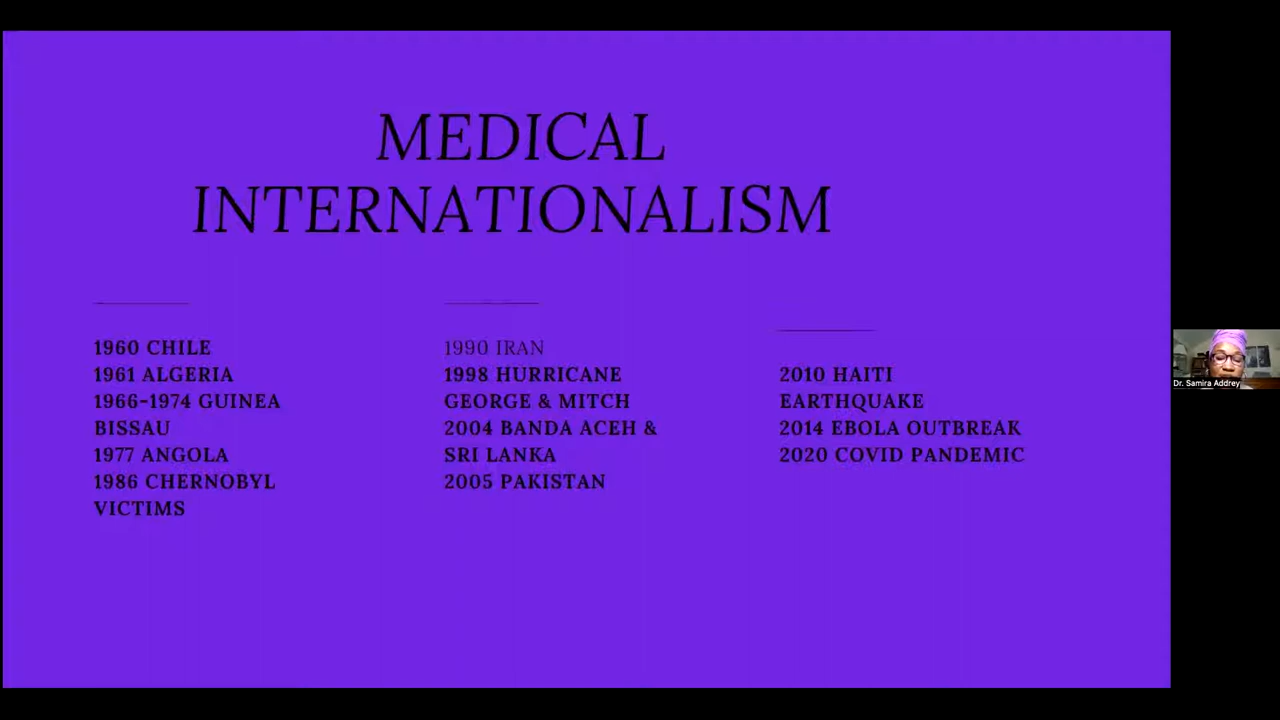 MEDICAL
INTERNATIONALISM
1960 CHILE
1961 ALGERIA
1966-1974 GUINEA
BISSAU
1977 ANGOLA
1986 CHERNOBYL
VICTIMS
1990 IRAN
1998 HURRICANE
GEORGE & MITCH
2004 BANDA ACEH &
SRI LANKA
2005 PAKISTAN
2010 HAITI
EARTHQUAKE
2014 EBOLA OUTBREAK
2020 COVID PANDEMIC
Dr. Samira Addrey